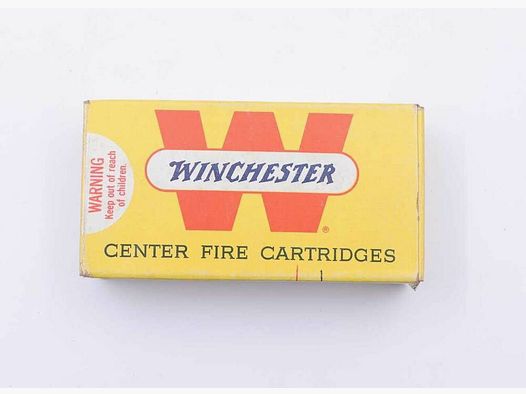 WARNING
Keep out of reach
of children.
WINCHESTER
®
CENTER FIRE CARTRIDGES